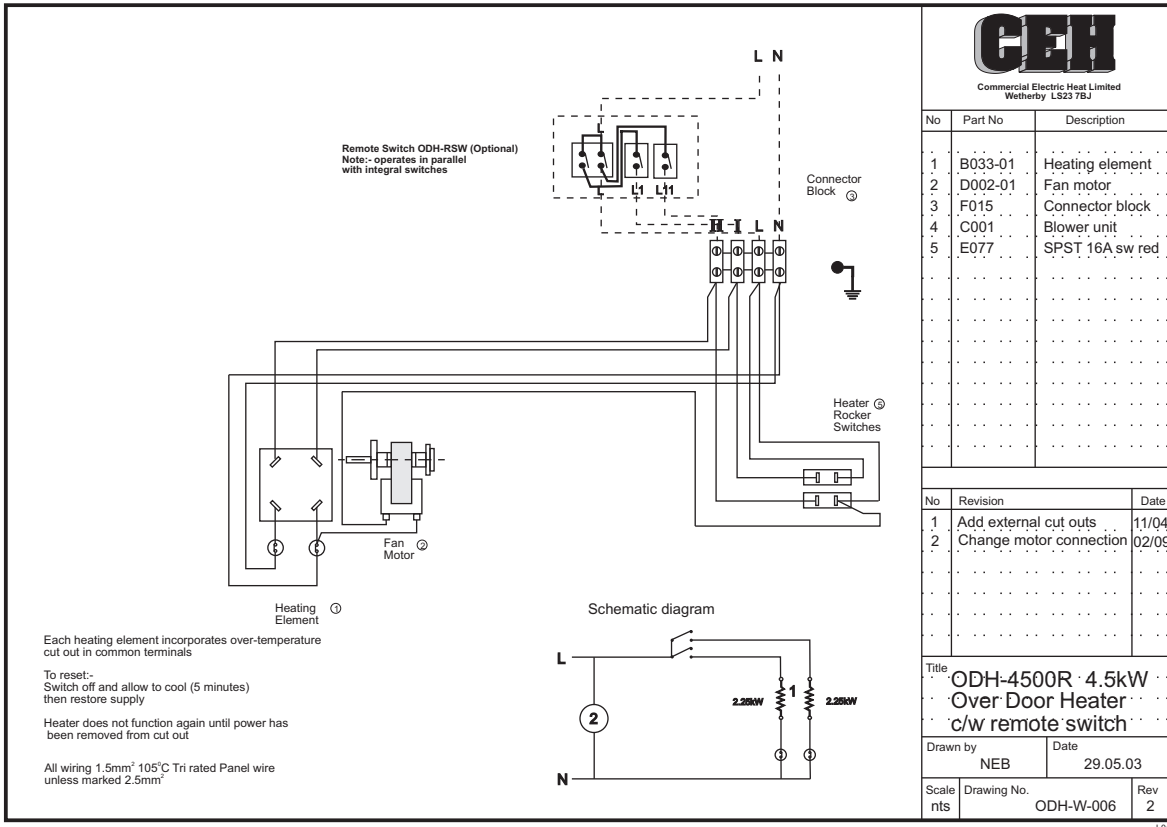 L N
Remote Switch ODH-RSW (Optional)
Note:- operates in parallel
with integral switches
L
L1 L11
L
Connector
Block 3
II I L N
Heater 5
Rocker
Switches
Fan 2
Motor
Heating 1
Element
Each heating element incorporates over-temperature
cut out in common terminals
To reset:-
Switch off and allow to cool (5 minutes)
then restore supply
Heater does not function again until power has
been removed from cut out
All wiring 1.5mm² 105°C Tri rated Panel wire
unless marked 2.5mm²
Schematic diagram
L
2.25kW 1 2.25kW
2
N
CEH
Commercial Electric Heat Limited
Wetherby LS23 7BJ
No Part No Description
1 B033-01 Heating element
2 D002-01 Fan motor
3 F015 Connector block
4 C001 Blower unit
5 E077 SPST 16A sw red
No Revision Date
1 Add external cut outs 11/04
2 Change motor connection 02/09
Title ODH-4500R 4.5kW
Over Door Heater
c/w remote switch
Drawn by Date
NEB 29.05.03
Scale Drawing No. Rev
nts ODH-W-006 2